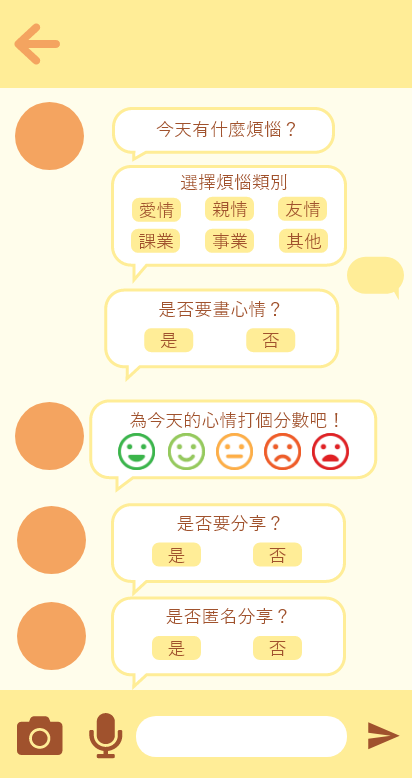 今天有什麼煩惱？
選擇煩惱類別
愛情 親情 友情
課業 事業 其他
是否要畫心情？
是 否
為今天的心情打個分數吧！
是否要分享？
是 否
是否匿名分享？
是 否